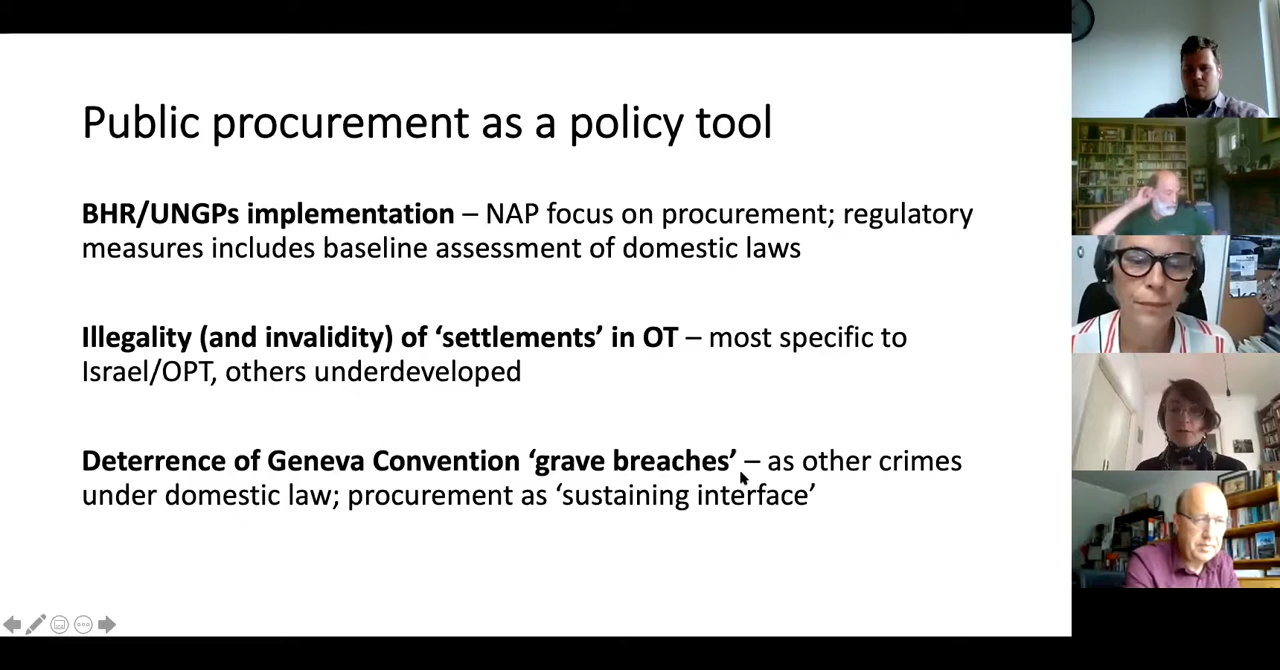 Public procurement as a policy tool
BHR/UNGPs implementation – NAP focus on procurement; regulatory
measures includes baseline assessment of domestic laws
Illegality (and invalidity) of ‘settlements’ in OT – most specific to
Israel/OPT, others underdeveloped
Deterrence of Geneva Convention ‘grave breaches’ – as other crimes
under domestic law; procurement as ‘sustaining interface’